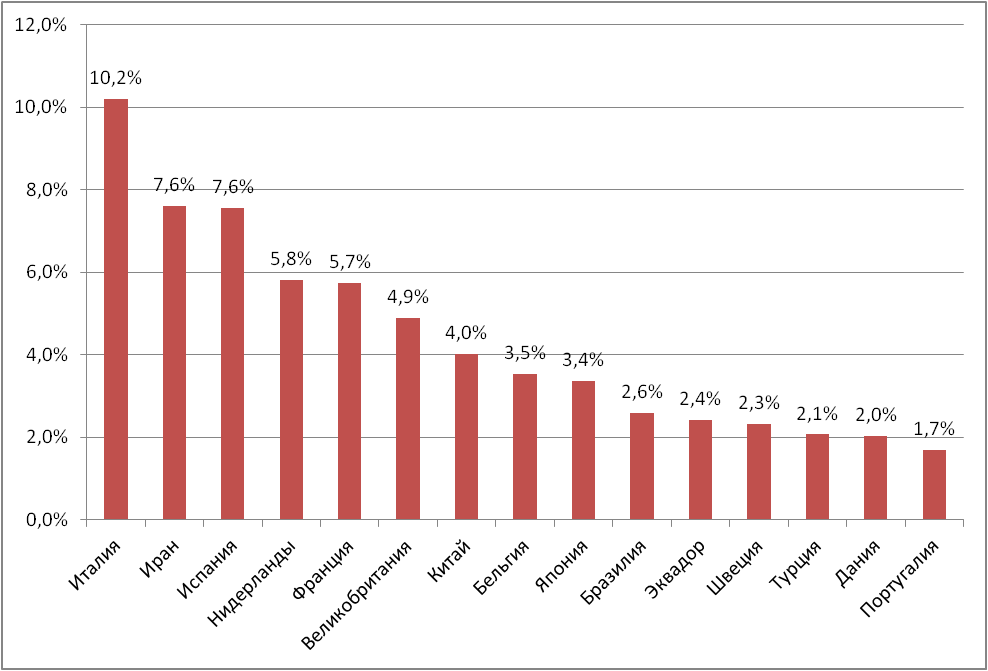 12,0%
10,0%
8,0%
6,0%
4,0%
2,0%
0,0%
10,2%
7,6%
7,6%
5,8%
5,7%
4,9%
4,0%
3,5%
3,4%
2,6%
2,4%
2,3%
2,1%
2,0%
1,7%
Италия
Иран
Испания
Нидерланды
Франция
Великобритания
Китай
Бельгия
Япония
Бразилия
Эквадор
Швеция
Турция
Дания
Португалия